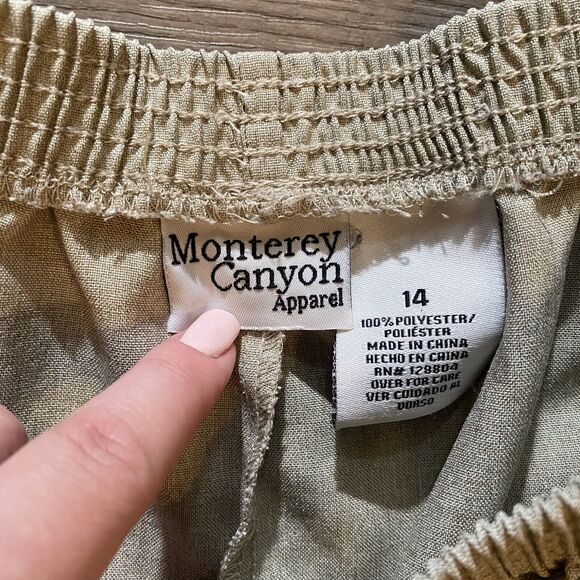 Monterey
Canyon
Apparel
14
100% POLYESTER/
POLIÉSTER
MADE IN CHINA
HECHO EN CHINA
RN# 128804
OVER FOR CARE
VER CUIDADO AL
DORSO